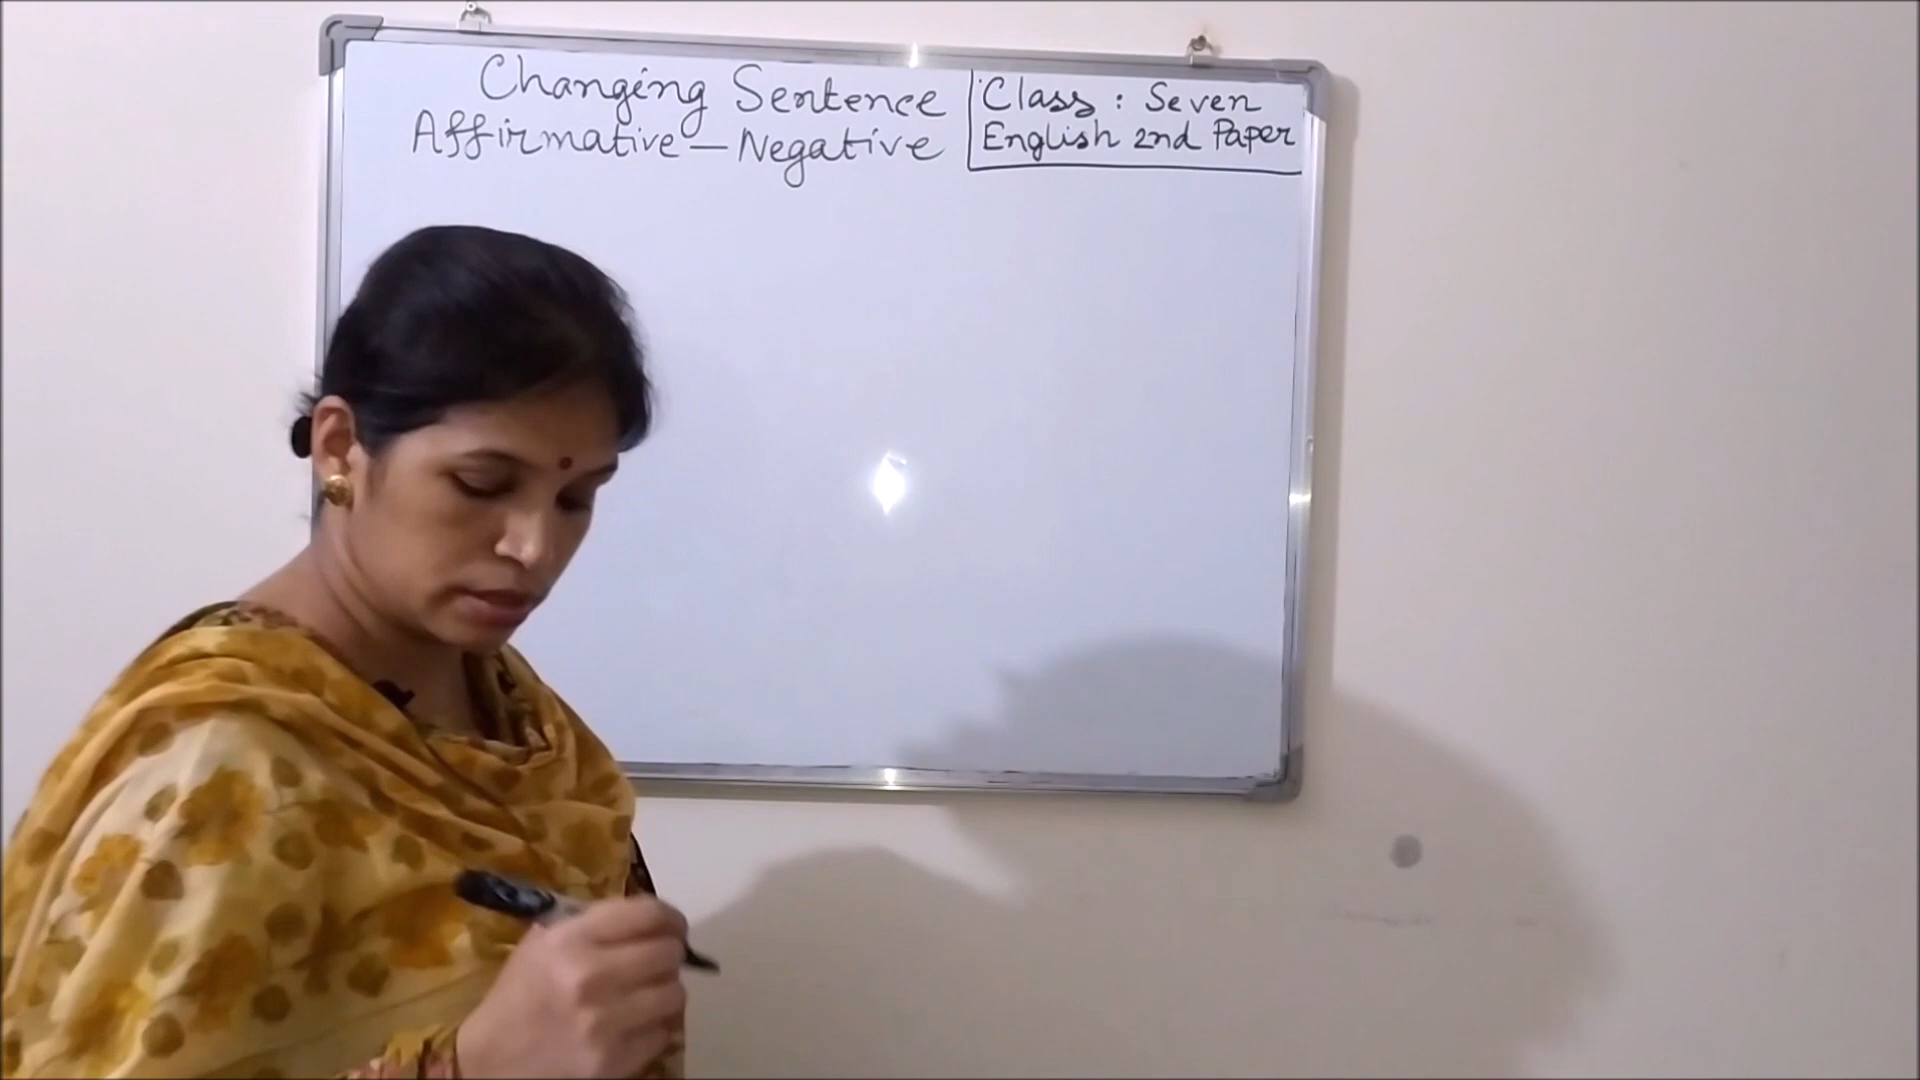 Changing Sentence
Affirmative — Negative
Class : Seven
English 2nd Paper